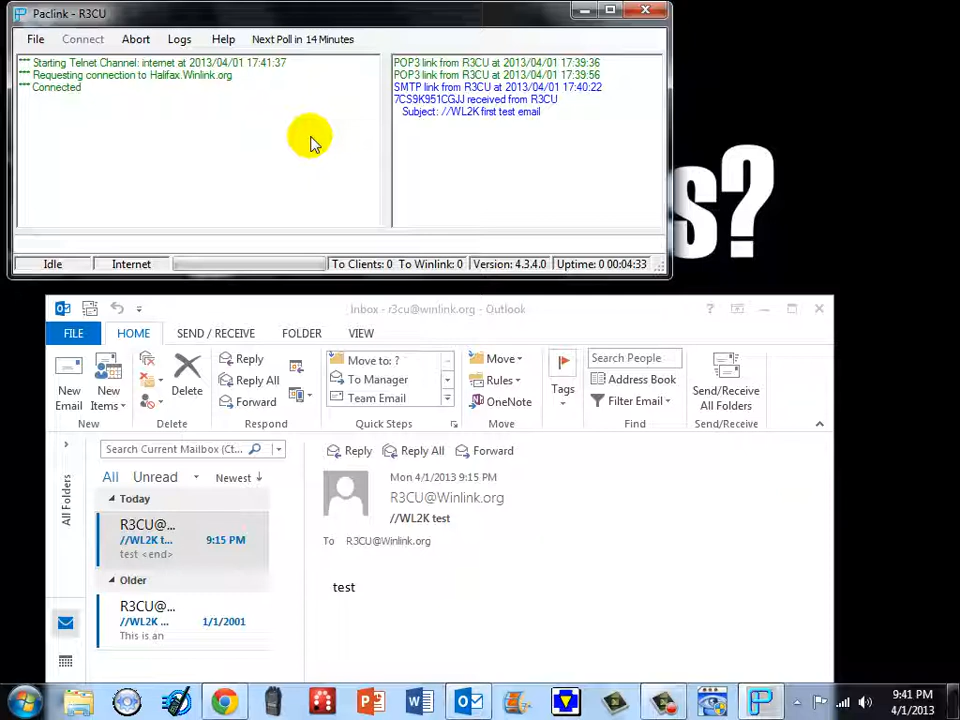 Paclink - R3CU
File Connect Abort Logs Help Next Poll in 14 Minutes
*** Starting Telnet Channel: internet at 2013/04/01 17:41:37
*** Requesting connection to Halifax.Winlink.org
*** Connected
POP3 link from R3CU at 2013/04/01 17:39:36
POP3 link from R3CU at 2013/04/01 17:39:56
SMTP link from R3CU at 2013/04/01 17:40:22
7CS9K951CGJJ received from R3CU
Subject: //WL2K first test email
s?
Idle Internet To Clients: 0 To Winlink: 0 Version: 4.3.4.0 Uptime: 0 00:04:33
Inbox - r3cu@winlink.org - Outlook
FILE HOME SEND / RECEIVE FOLDER VIEW
New Email
New Items
Delete
Reply
Reply All
Forward
Move to: ?
To Manager
Team Email
Move
Rules
OneNote
Tags
Search People
Address Book
Filter Email
Send/Receive All Folders
New Delete Respond Quick Steps Move Find Send/Receive
All Folders
Search Current Mailbox (Ct...
All Unread Newest
Today
R3CU@...
//WL2K t... 9:15 PM
test <end>
Older
R3CU@...
//WL2K ... 1/1/2001
This is an
Reply Reply All Forward
Mon 4/1/2013 9:15 PM
R3CU@Winlink.org
//WL2K test
To R3CU@Winlink.org
test
9:41 PM
4/1/2013